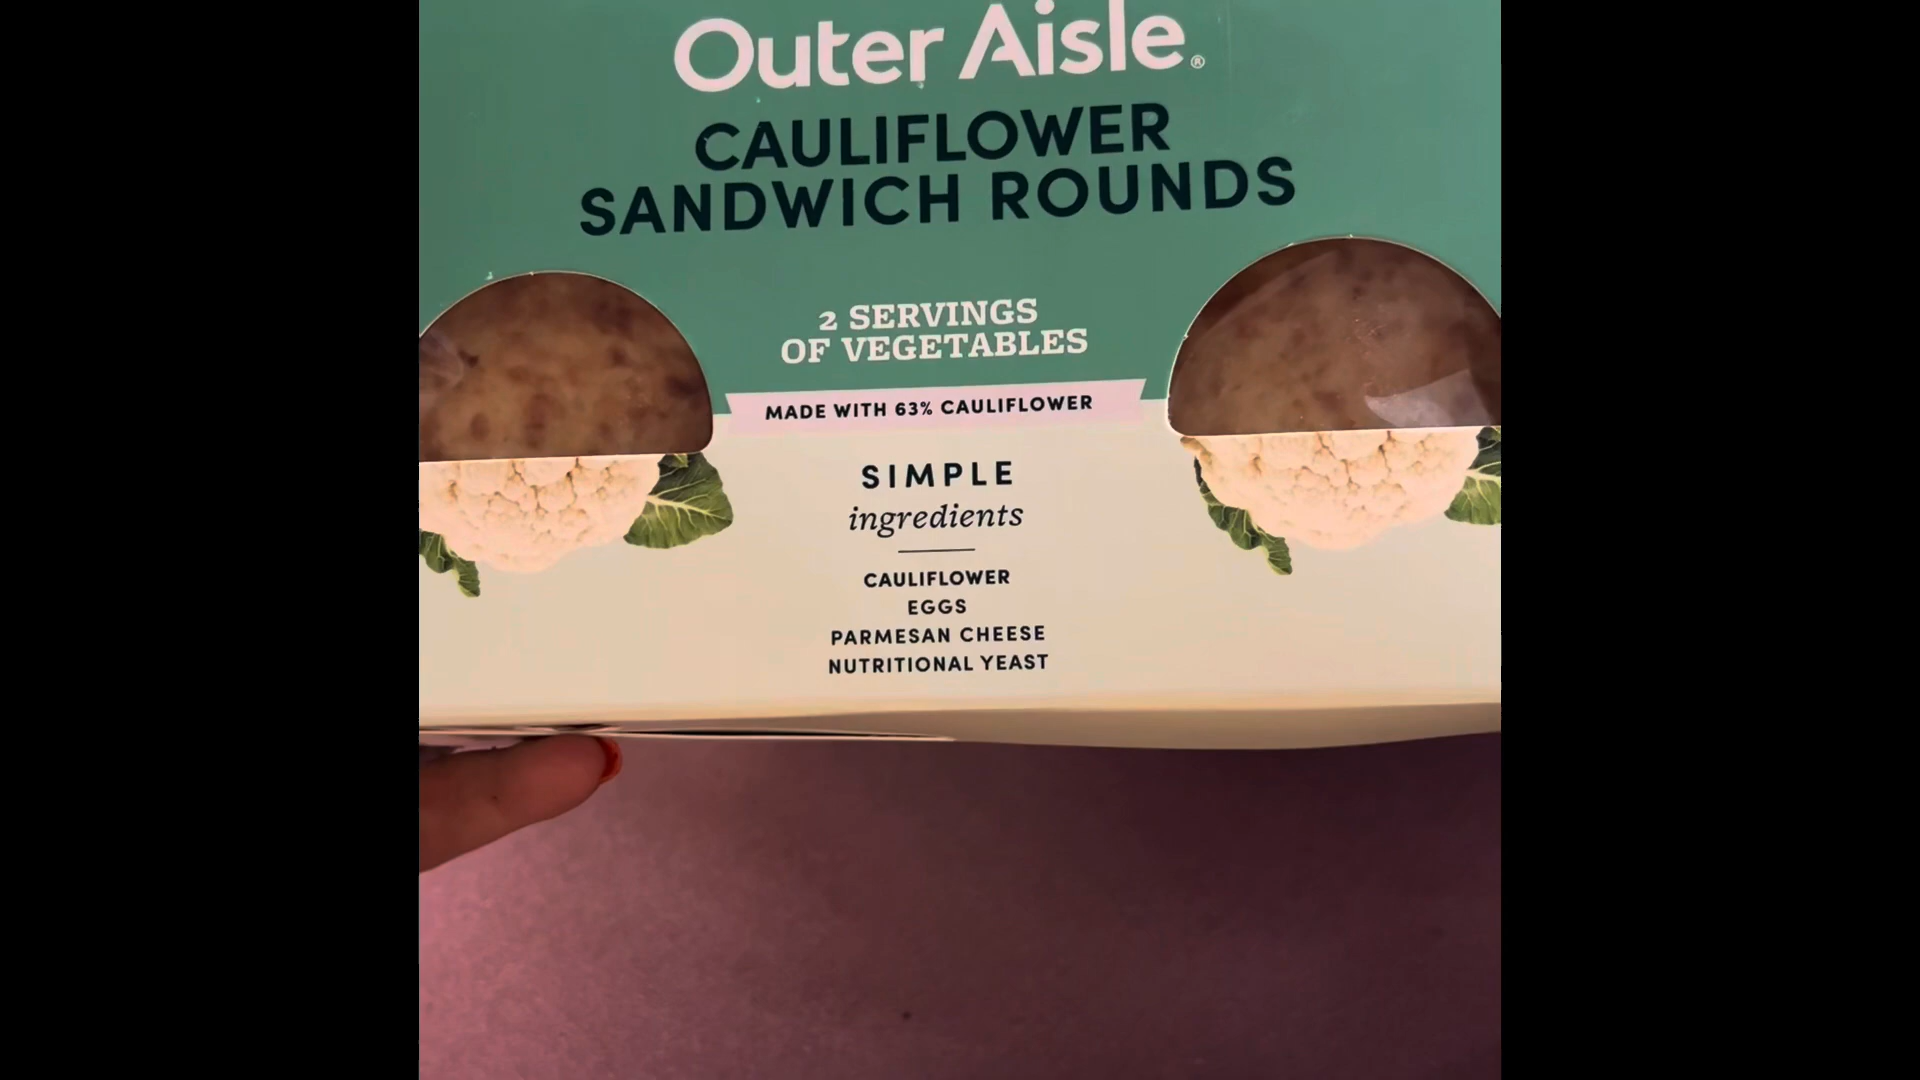 Outer Aisle®
CAULIFLOWER
SANDWICH ROUNDS
2 SERVINGS
OF VEGETABLES
MADE WITH 63% CAULIFLOWER
SIMPLE
ingredients
CAULIFLOWER
EGGS
PARMESAN CHEESE
NUTRITIONAL YEAST